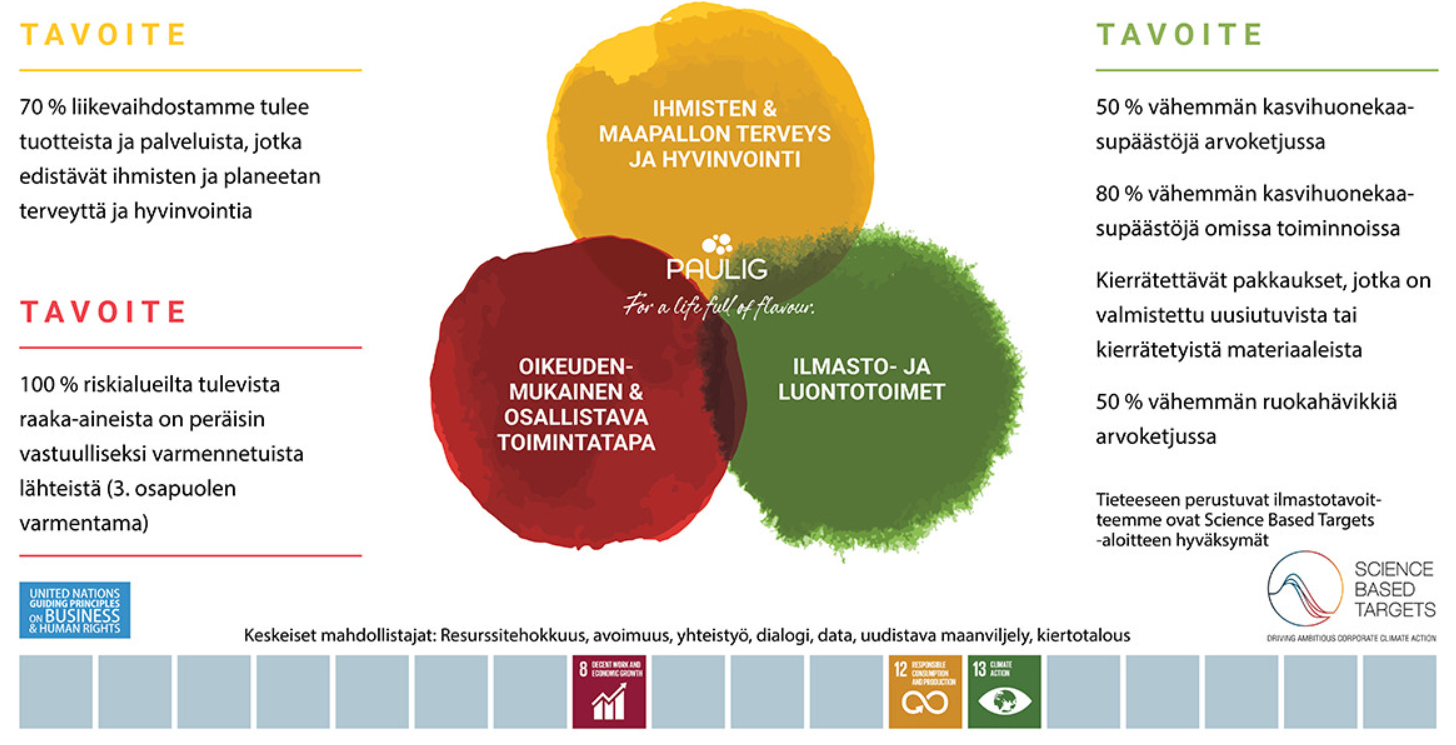 TAVOITE
70 % liikevaihdostamme tulee
tuotteista ja palveluista, jotka
edistävät ihmisten ja planeetan
terveyttä ja hyvinvointia
TAVOITE
100 % riskialueilta tulevista
raaka-aineista on peräisin
vastuulliseksi varmennetuista
lähteistä (3. osapuolen
varmentama)
IHMISTEN &
MAAPALLON TERVEYS
JA HYVINVOINTI
PAULIG
For a life full of flavour.
OIKEUDEN-
MUKAINEN &
OSALLISTAVA
TOIMINTATAPA
ILMASTO- JA
LUONTOTOIMET
TAVOITE
50 % vähemmän kasvihuonekaa-
supäästöjä arvoketjussa
80 % vähemmän kasvihuonekaa-
supäästöjä omissa toiminnoissa
Kierrätettävät pakkaukset, jotka on
valmistettu uusiutuvista tai
kierrätetyistä materiaaleista
50 % vähemmän ruokahävikkiä
arvoketjussa
Tieteeseen perustuvat ilmastotavoit-
teemme ovat Science Based Targets
-aloitteen hyväksymät
SCIENCE
BASED
TARGETS
DRIVING AMBITIOUS CORPORATE CLIMATE ACTION
UNITED NATIONS
GUIDING PRINCIPLES
ON BUSINESS
& HUMAN RIGHTS
Keskeiset mahdollistajat: Resurssitehokkuus, avoimuus, yhteistyö, dialogi, data, uudistava maanviljely, kiertotalous
8 DECENT WORK AND
ECONOMIC GROWTH
12 RESPONSIBLE
CONSUMPTION
AND PRODUCTION
13 CLIMATE
ACTION